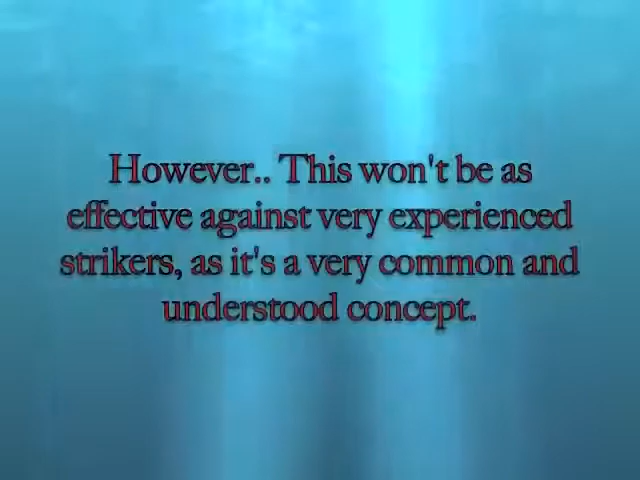 However.. This won't be as
effective against very experienced
strikers, as it's a very common and
understood concept.